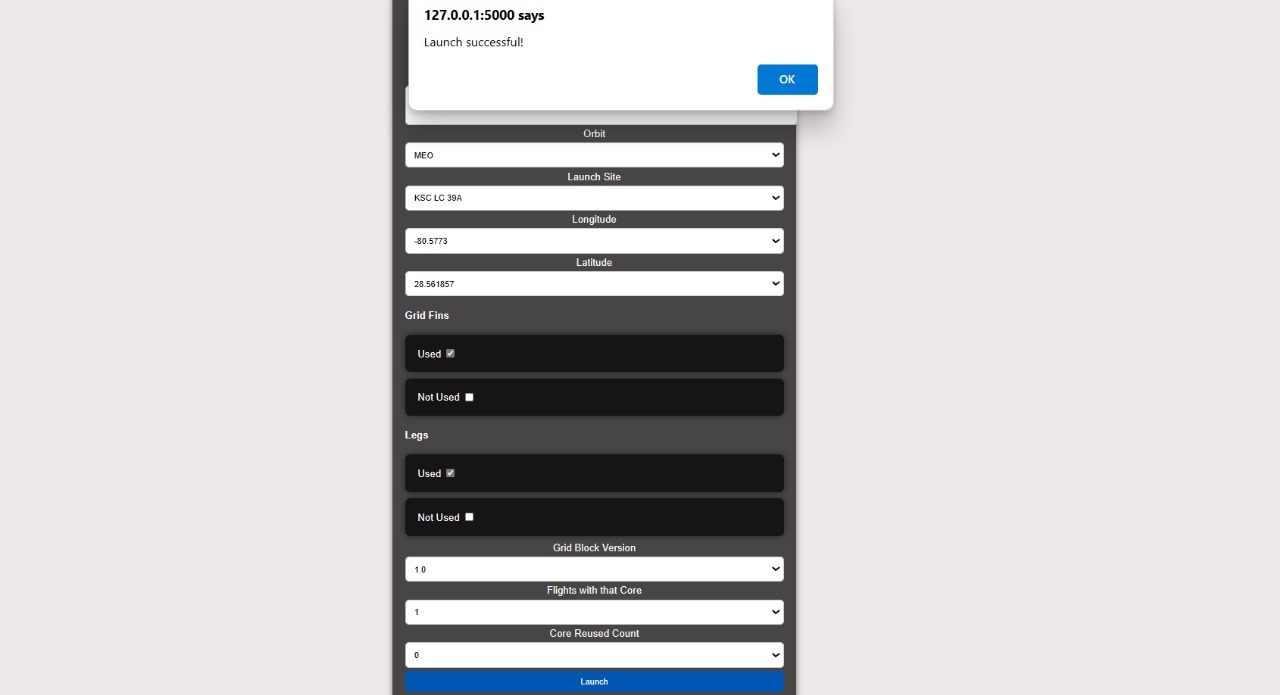 127.0.0.1:5000 says
Launch successful!
OK
Orbit
MEO
Launch Site
KSC LC 39A
Longitude
-80.5773
Latitude
28.561857
Grid Fins
Used
Not Used
Legs
Used
Not Used
Grid Block Version
1.0
Flights with that Core
1
Core Reused Count
0
Launch